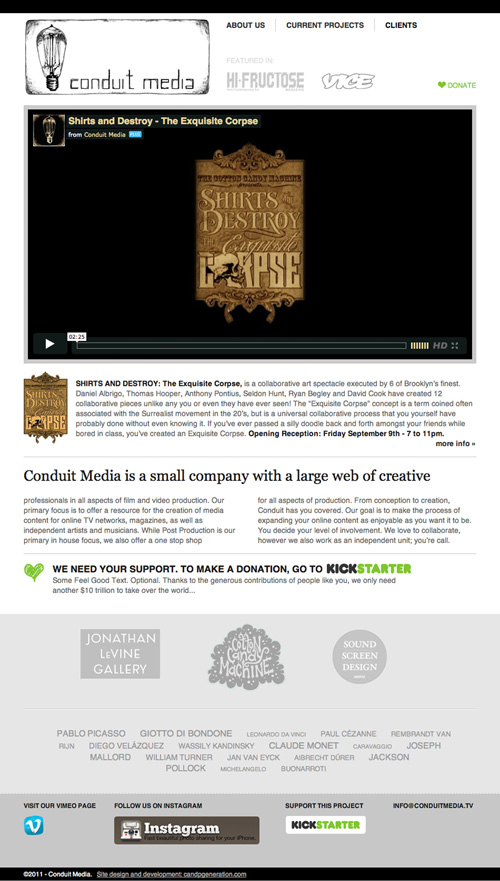 ABOUT US
CURRENT PROJECTS
CLIENTS
conduit media
FEATURED IN:
HI-FRUCTOSE
MAGAZINE
VICE
DONATE
Shirts and Destroy - The Exquisite Corpse
from Conduit Media PLUS
THE COTTON CANDY MACHINE
presents
SHIRTS
AND
DESTROY
THE
Exquisite
CORPSE
02:25
HD
SHIRTS AND DESTROY: The Exquisite Corpse, is a collaborative art spectacle executed by 6 of Brooklyn's finest.
Daniel Albrigo, Thomas Hooper, Anthony Pontius, Seldon Hunt, Ryan Begley and David Cook have created 12
collaborative pieces unlike any you or even they have ever seen! The "Exquisite Corpse" concept is a term coined often
associated with the Surrealist movement in the 20's, but is a universal collaborative process that you yourself have
probably done without even knowing it. If you've ever passed a silly doodle back and forth amongst your friends while
bored in class, you've created an Exquisite Corpse. Opening Reception: Friday September 9th - 7 to 11pm.
more info »
Conduit Media is a small company with a large web of creative
professionals in all aspects of film and video production. Our
primary focus is to offer a resource for the creation of media
content for online TV networks, magazines, as well as
independent artists and musicians. While Post Production is our
primary in house focus, we also offer a one stop shop
for all aspects of production. From conception to creation,
Conduit has you covered. Our goal is to make the process of
expanding your online content as enjoyable as you want it to be.
You decide your level of involvement. We love to collaborate,
however we also work as an independent unit; you're call.
WE NEED YOUR SUPPORT. TO MAKE A DONATION, GO TO KICKSTARTER
Some Feel Good Text. Optional. Thanks to the generous contributions of people like you, we only need
another $10 trillion to take over the world...
JONATHAN
LEVINE
GALLERY
Cotton
Candy
Machine
SOUND
SCREEN
DESIGN
PABLO PICASSO GIOTTO DI BONDONE LEONARDO DA VINCI PAUL CÉZANNE REMBRANDT VAN
RIJN DIEGO VELÁZQUEZ WASSILY KANDINSKY CLAUDE MONET CARAVAGGIO JOSEPH
MALLORD WILLIAM TURNER JAN VAN EYCK ALBRECHT DÜRER JACKSON
POLLOCK MICHELANGELO BUONARROTI
VISIT OUR VIMEO PAGE
FOLLOW US ON INSTAGRAM
SUPPORT THIS PROJECT
INFO@CONDUITMEDIA.TV
Instagram
Fast beautiful photo sharing for your iPhone.
KICKSTARTER
©2011 - Conduit Media. Site design and development: candpgeneration.com